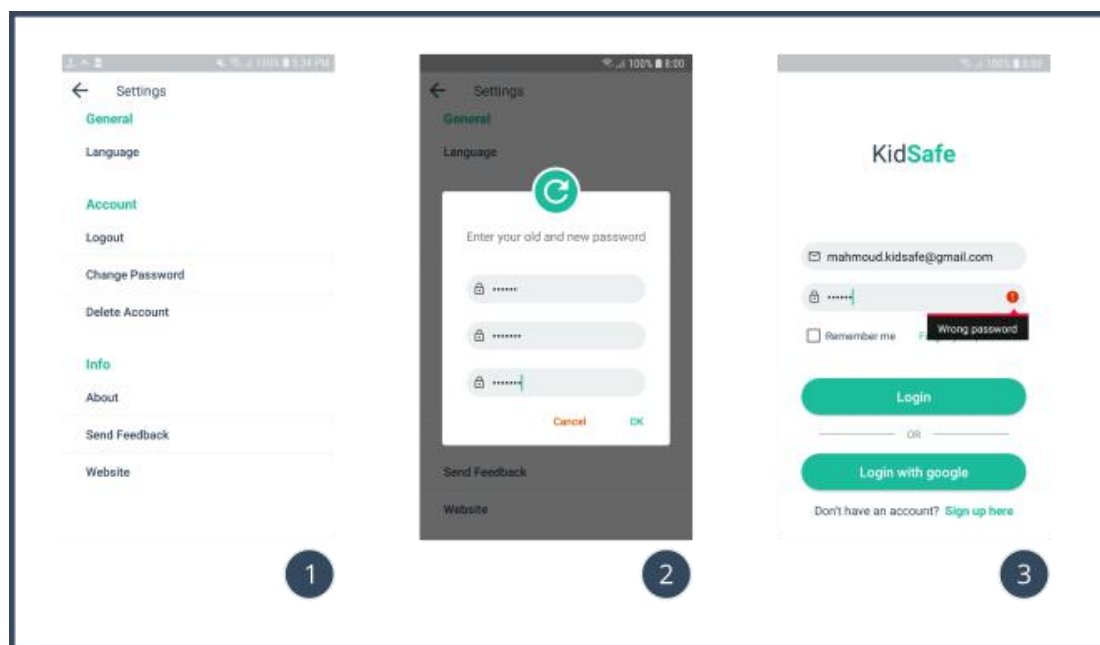 Settings
General
Language
Account
Logout
Change Password
Delete Account
Info
About
Send Feedback
Website
1
100% 8:00
Settings
General
Language
Enter your old and new password
Cancel
OK
Send Feedback
Website
2
KidSafe
mahmoud.kidsafe@gmail.com
Wrong password
Remember me
Login
OR
Login with google
Don't have an account? Sign up here
3